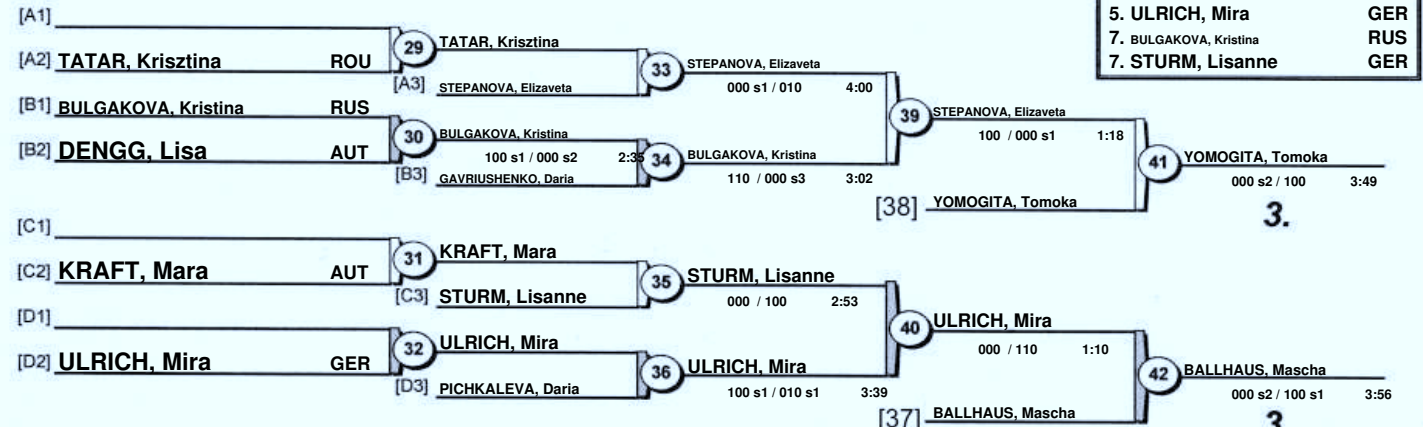 5. ULRICH, Mira GER
7. BULGAKOVA, Kristina RUS
7. STURM, Lisanne GER
[A1]
[A2] TATAR, Krisztina ROU
29 TATAR, Krisztina
[A3] STEPANOVA, Elizaveta
33 STEPANOVA, Elizaveta
000 s1 / 010 4:00
[B1] BULGAKOVA, Kristina RUS
[B2] DENGG, Lisa AUT
30 BULGAKOVA, Kristina
100 s1 / 000 s2 2:35
[B3] GAVRIUSHENKO, Daria
34 BULGAKOVA, Kristina
110 / 000 s3 3:02
39 STEPANOVA, Elizaveta
100 / 000 s1 1:18
[38] YOMOGITA, Tomoka
41 YOMOGITA, Tomoka
000 s2 / 100 3:49
3.
[C1]
[C2] KRAFT, Mara AUT
31 KRAFT, Mara
[C3] STURM, Lisanne
35 STURM, Lisanne
000 / 100 2:53
[D1]
[D2] ULRICH, Mira GER
32 ULRICH, Mira
[D3] PICHKALEVA, Daria
36 ULRICH, Mira
100 s1 / 010 s1 3:39
40 ULRICH, Mira
000 / 110 1:10
[37] BALLHAUS, Mascha
42 BALLHAUS, Mascha
000 s2 / 100 s1 3:56
3.